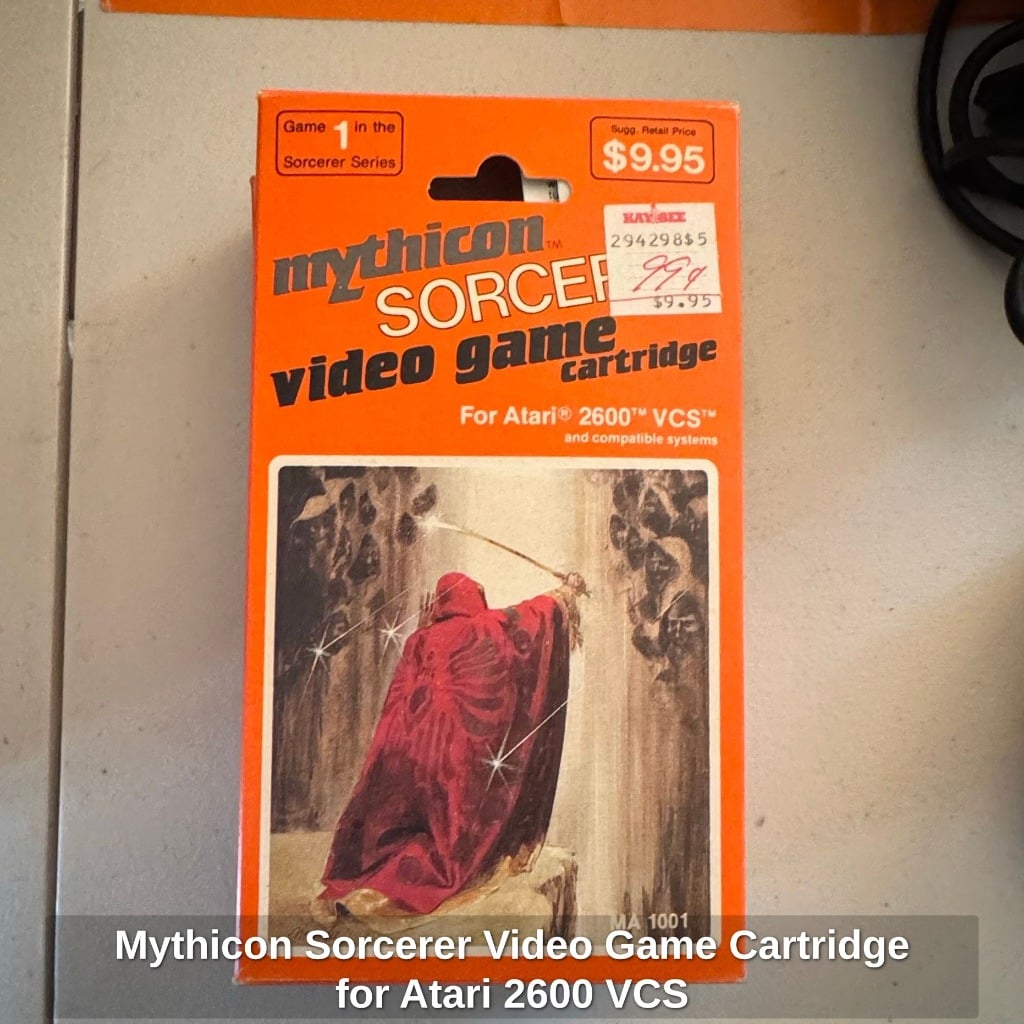 Game 1 in the
Sorcerer Series
Sugg. Retail Price
$9.95
KAY BEE
294298$5
99¢
$9.95
mythicon™
SORCER
video game
cartridge
For Atari® 2600™ VCS™
and compatible systems
MA 1001
Mythicon Sorcerer Video Game Cartridge
for Atari 2600 VCS